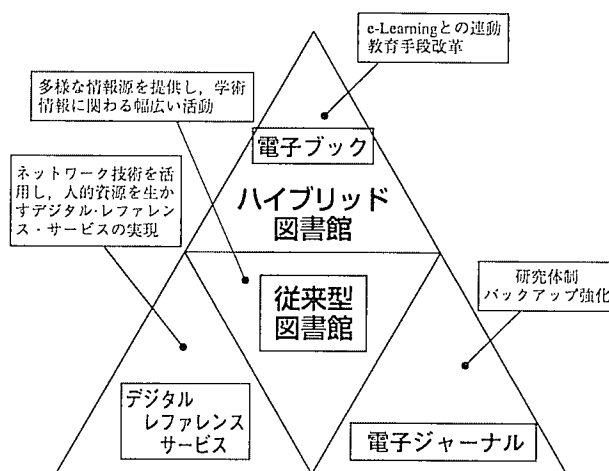 e-Learningとの連動
教育手段改革
多様な情報源を提供し，学術
情報に関わる幅広い活動
電子ブック
ネットワーク技術を活
用し，人的資源を生か
すデジタル・レファレン
ス・サービスの実現
ハイブリッド
図書館
従来型
図書館
研究体制
バックアップ強化
デジタル
レファレンス
サービス
電子ジャーナル